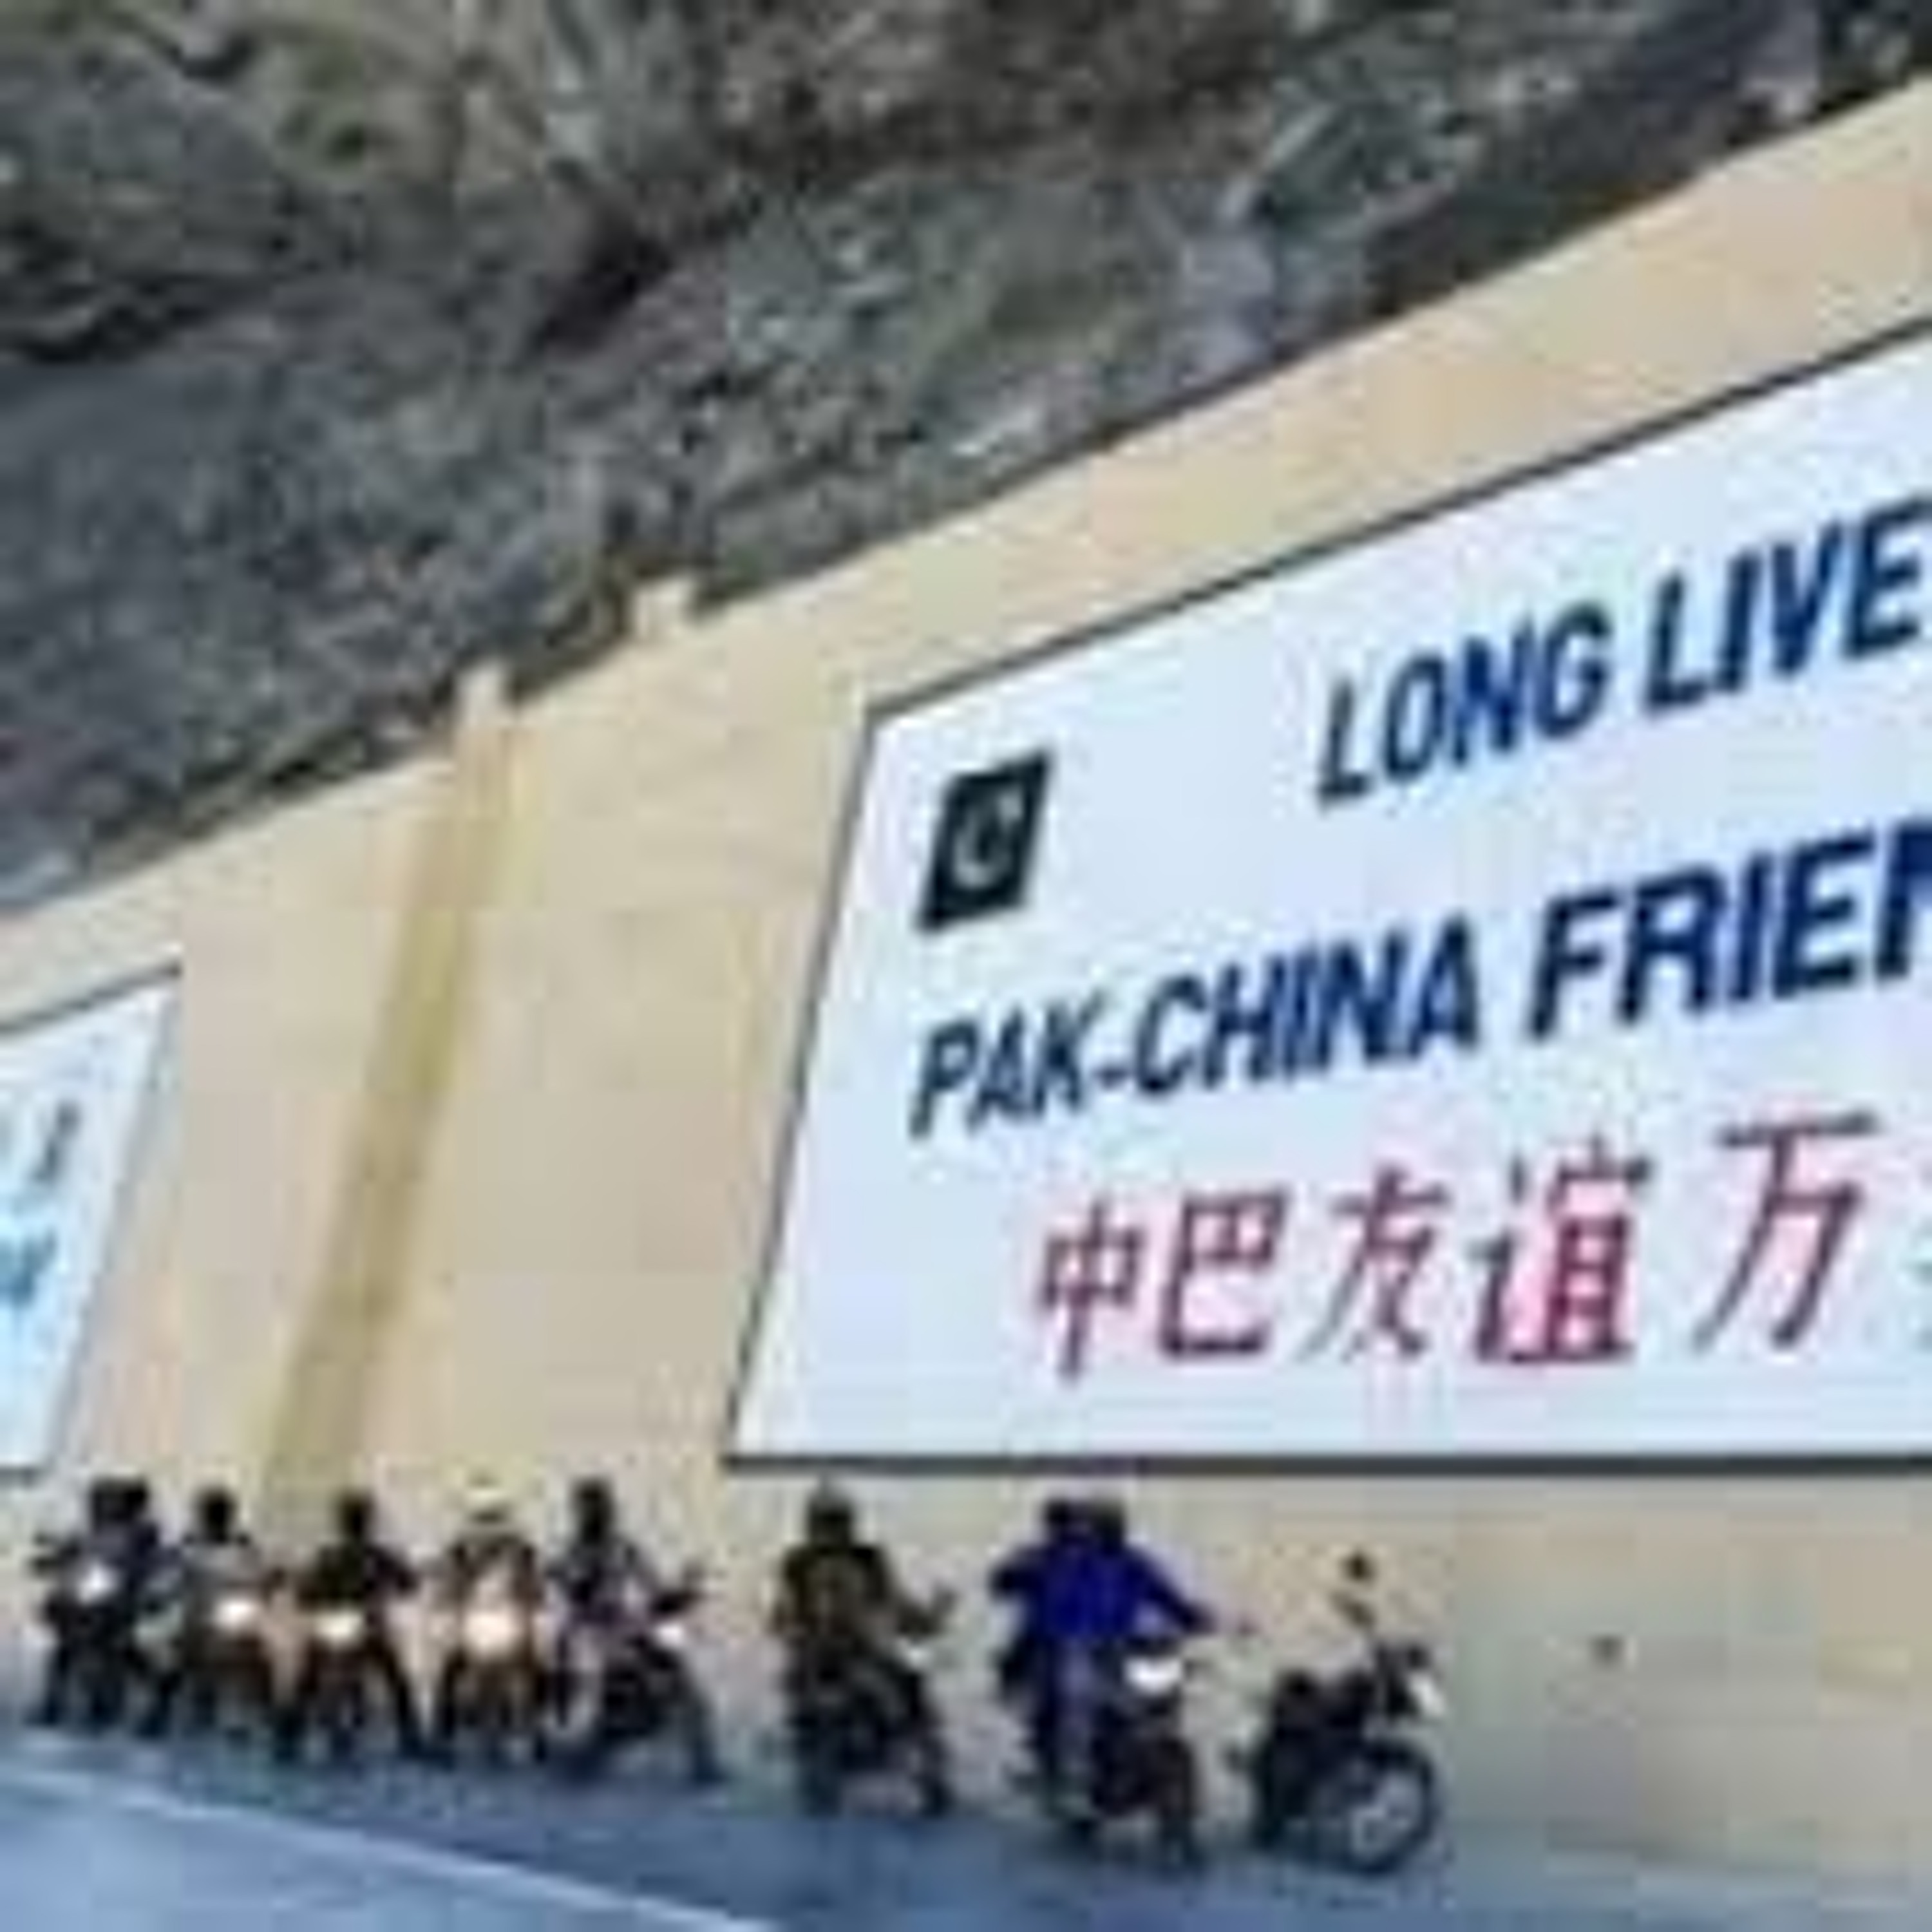 LONG LIVE
PAK-CHINA FRIEN
中巴友谊万